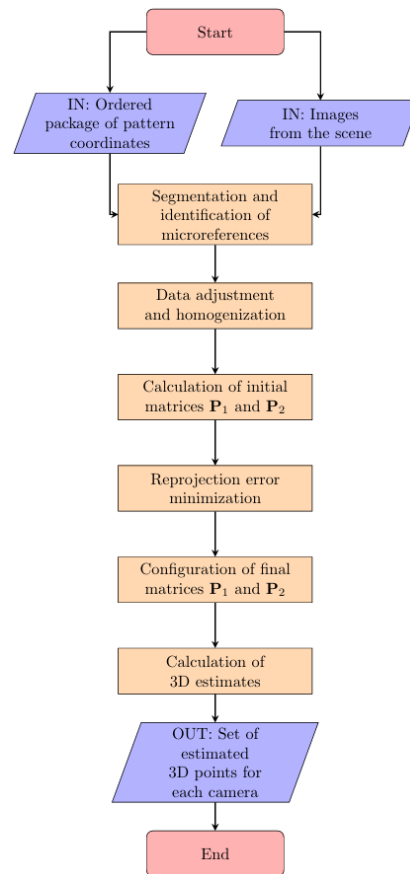 Start
IN: Ordered
package of pattern
coordinates
IN: Images
from the scene
Segmentation and
identification of
microreferences
Data adjustment
and homogenization
Calculation of initial
matrices P₁ and P₂
Reprojection error
minimization
Configuration of final
matrices P₁ and P₂
Calculation of
3D estimates
OUT: Set of
estimated
3D points for
each camera
End